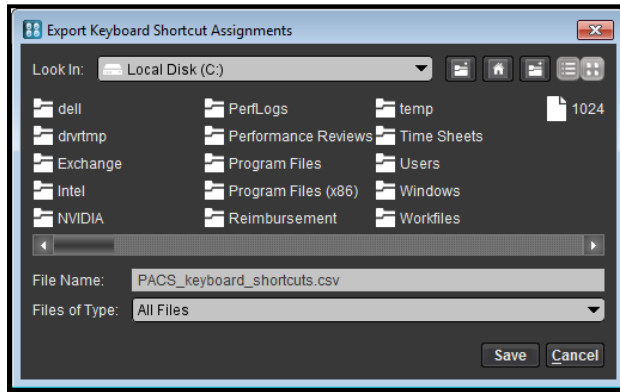 Export Keyboard Shortcut Assignments
Look In: Local Disk (C:)
dell PerfLogs temp 1024
drvrtmp Performance Reviews Time Sheets
Exchange Program Files Users
Intel Program Files (x86) Windows
NVIDIA Reimbursement Workfiles
File Name: PACS_keyboard_shortcuts.csv
Files of Type: All Files
Save Cancel